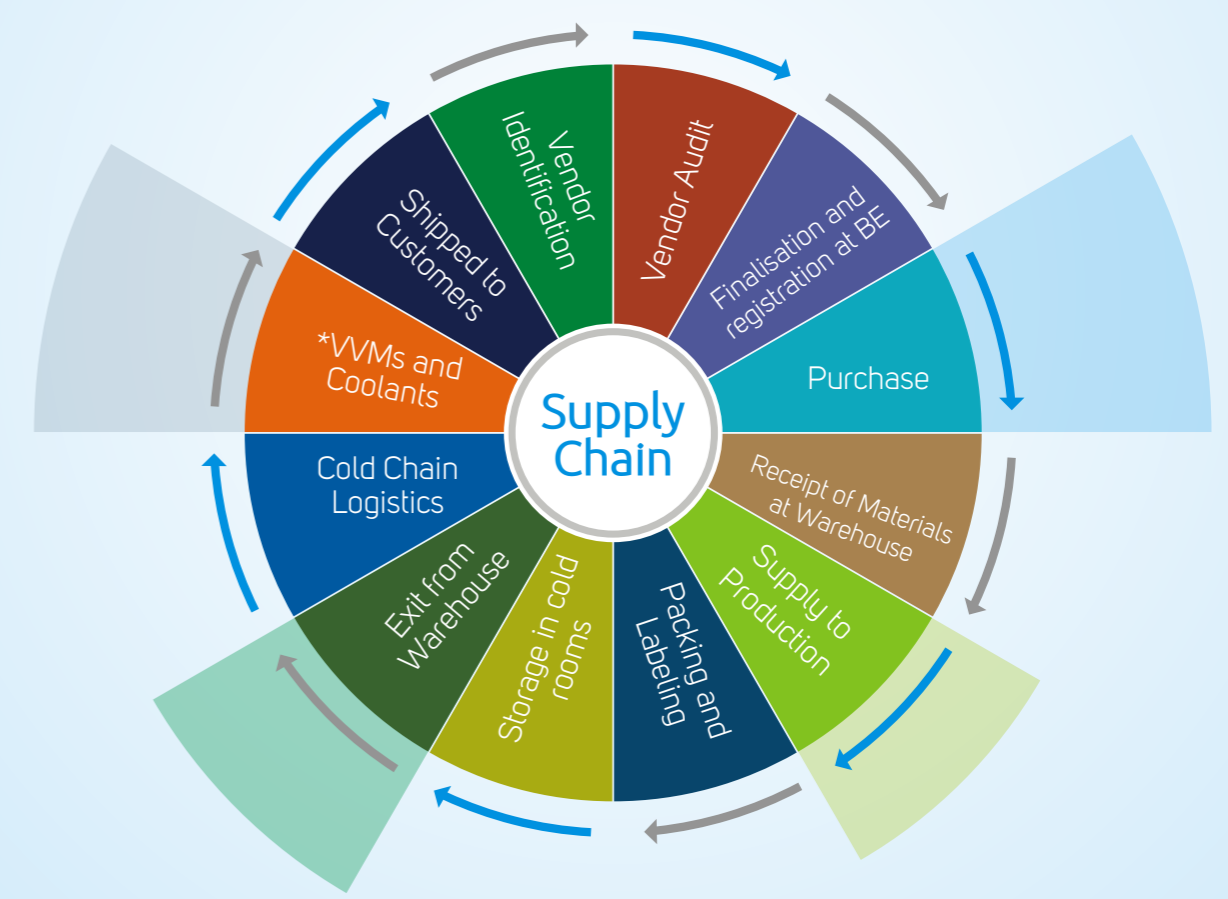 Supply
Chain
Vendor
Identification
Vendor Audit
Finalisation and
registration at BE
Purchase
Receipt of Materials
at Warehouse
Supply to
Production
Packing and
Labeling
Storage in cold
rooms
Exit from
Warehouse
Cold Chain
Logistics
*VVMs and
Coolants
Shipped to
Customers